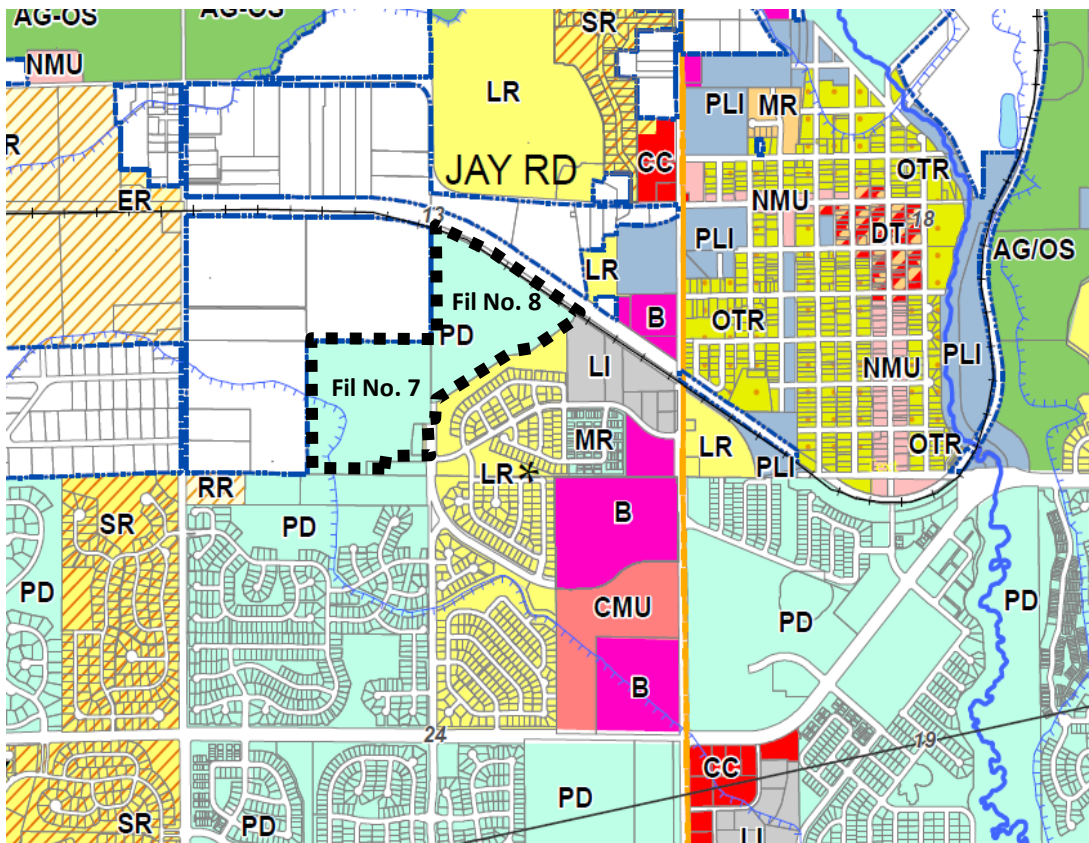 AG-OS
AG-OS
SR
NMU
LR
PLI
MR
R
CC
OTR
JAY RD
ER
NMU
13
18
DT
PLI
AG/OS
LR
Fil No. 8
B
PD
OTR
LI
PLI
NMU
Fil No. 7
MR
LR
OTR
LR*
PLI
RR
B
SR
PD
PD
CMU
PD
PD
B
24
19
CC
PD
SR
PD
LI